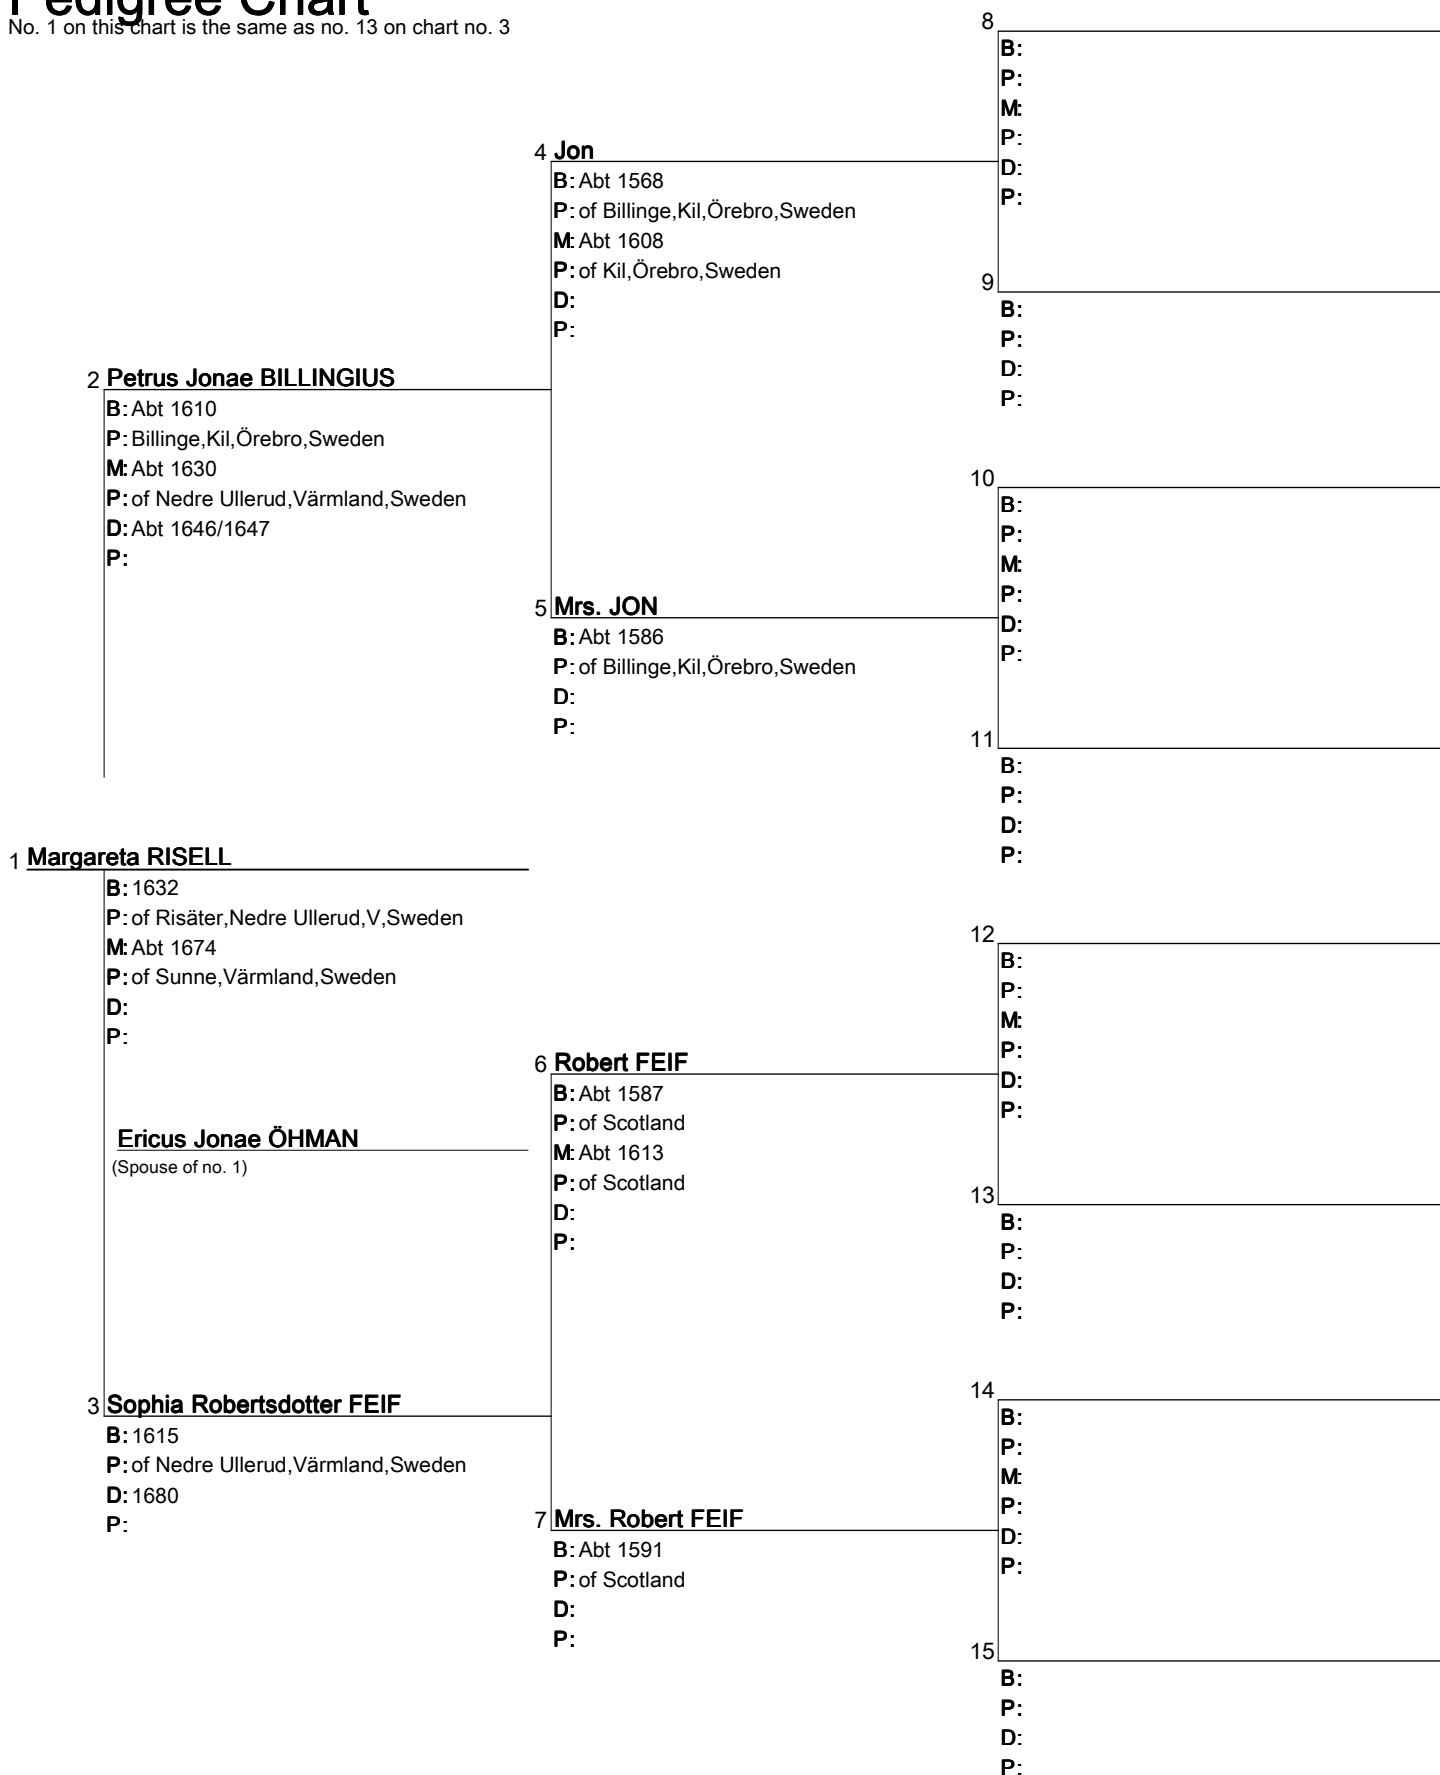 Pedigree Chart
No. 1 on this chart is the same as no. 13 on chart no. 3
8
B:
P:
M:
P:
D:
P:
4 Jon
B: Abt 1568
P: of Billinge,Kil,Örebro,Sweden
M: Abt 1608
P: of Kil,Örebro,Sweden
D:
P:
9
B:
P:
D:
P:
2 Petrus Jonae BILLINGIUS
B: Abt 1610
P: Billinge,Kil,Örebro,Sweden
M: Abt 1630
P: of Nedre Ullerud,Värmland,Sweden
D: Abt 1646/1647
P:
10
B:
P:
M:
P:
D:
P:
5 Mrs. JON
B: Abt 1586
P: of Billinge,Kil,Örebro,Sweden
D:
P:
11
B:
P:
D:
P:
1 Margareta RISELL
B: 1632
P: of Risäter,Nedre Ullerud,V,Sweden
M: Abt 1674
P: of Sunne,Värmland,Sweden
D:
P:
Ericus Jonae ÖHMAN
(Spouse of no. 1)
12
B:
P:
M:
P:
D:
P:
6 Robert FEIF
B: Abt 1587
P: of Scotland
M: Abt 1613
P: of Scotland
D:
P:
13
B:
P:
D:
P:
3 Sophia Robertsdotter FEIF
B: 1615
P: of Nedre Ullerud,Värmland,Sweden
D: 1680
P:
14
B:
P:
M:
P:
D:
P:
7 Mrs. Robert FEIF
B: Abt 1591
P: of Scotland
D:
P:
15
B:
P:
D:
P: